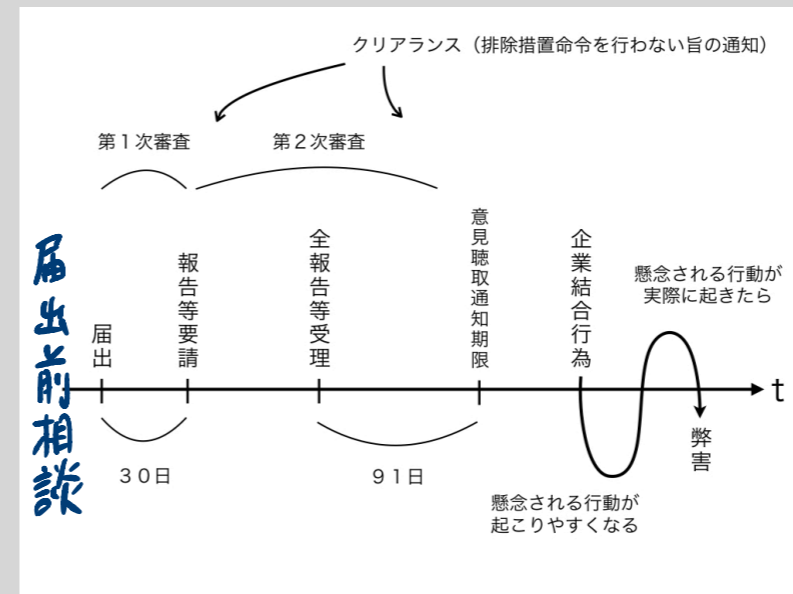 クリアランス（排除措置命令を行わない旨の通知）
第１次審査
第２次審査
届出前相談
届出
報告等要請
全報告等受理
意見聴取通知期限
企業結合行為
懸念される行動が
実際に起きたら
t
３０日
９１日
弊害
懸念される行動が
起こりやすくなる